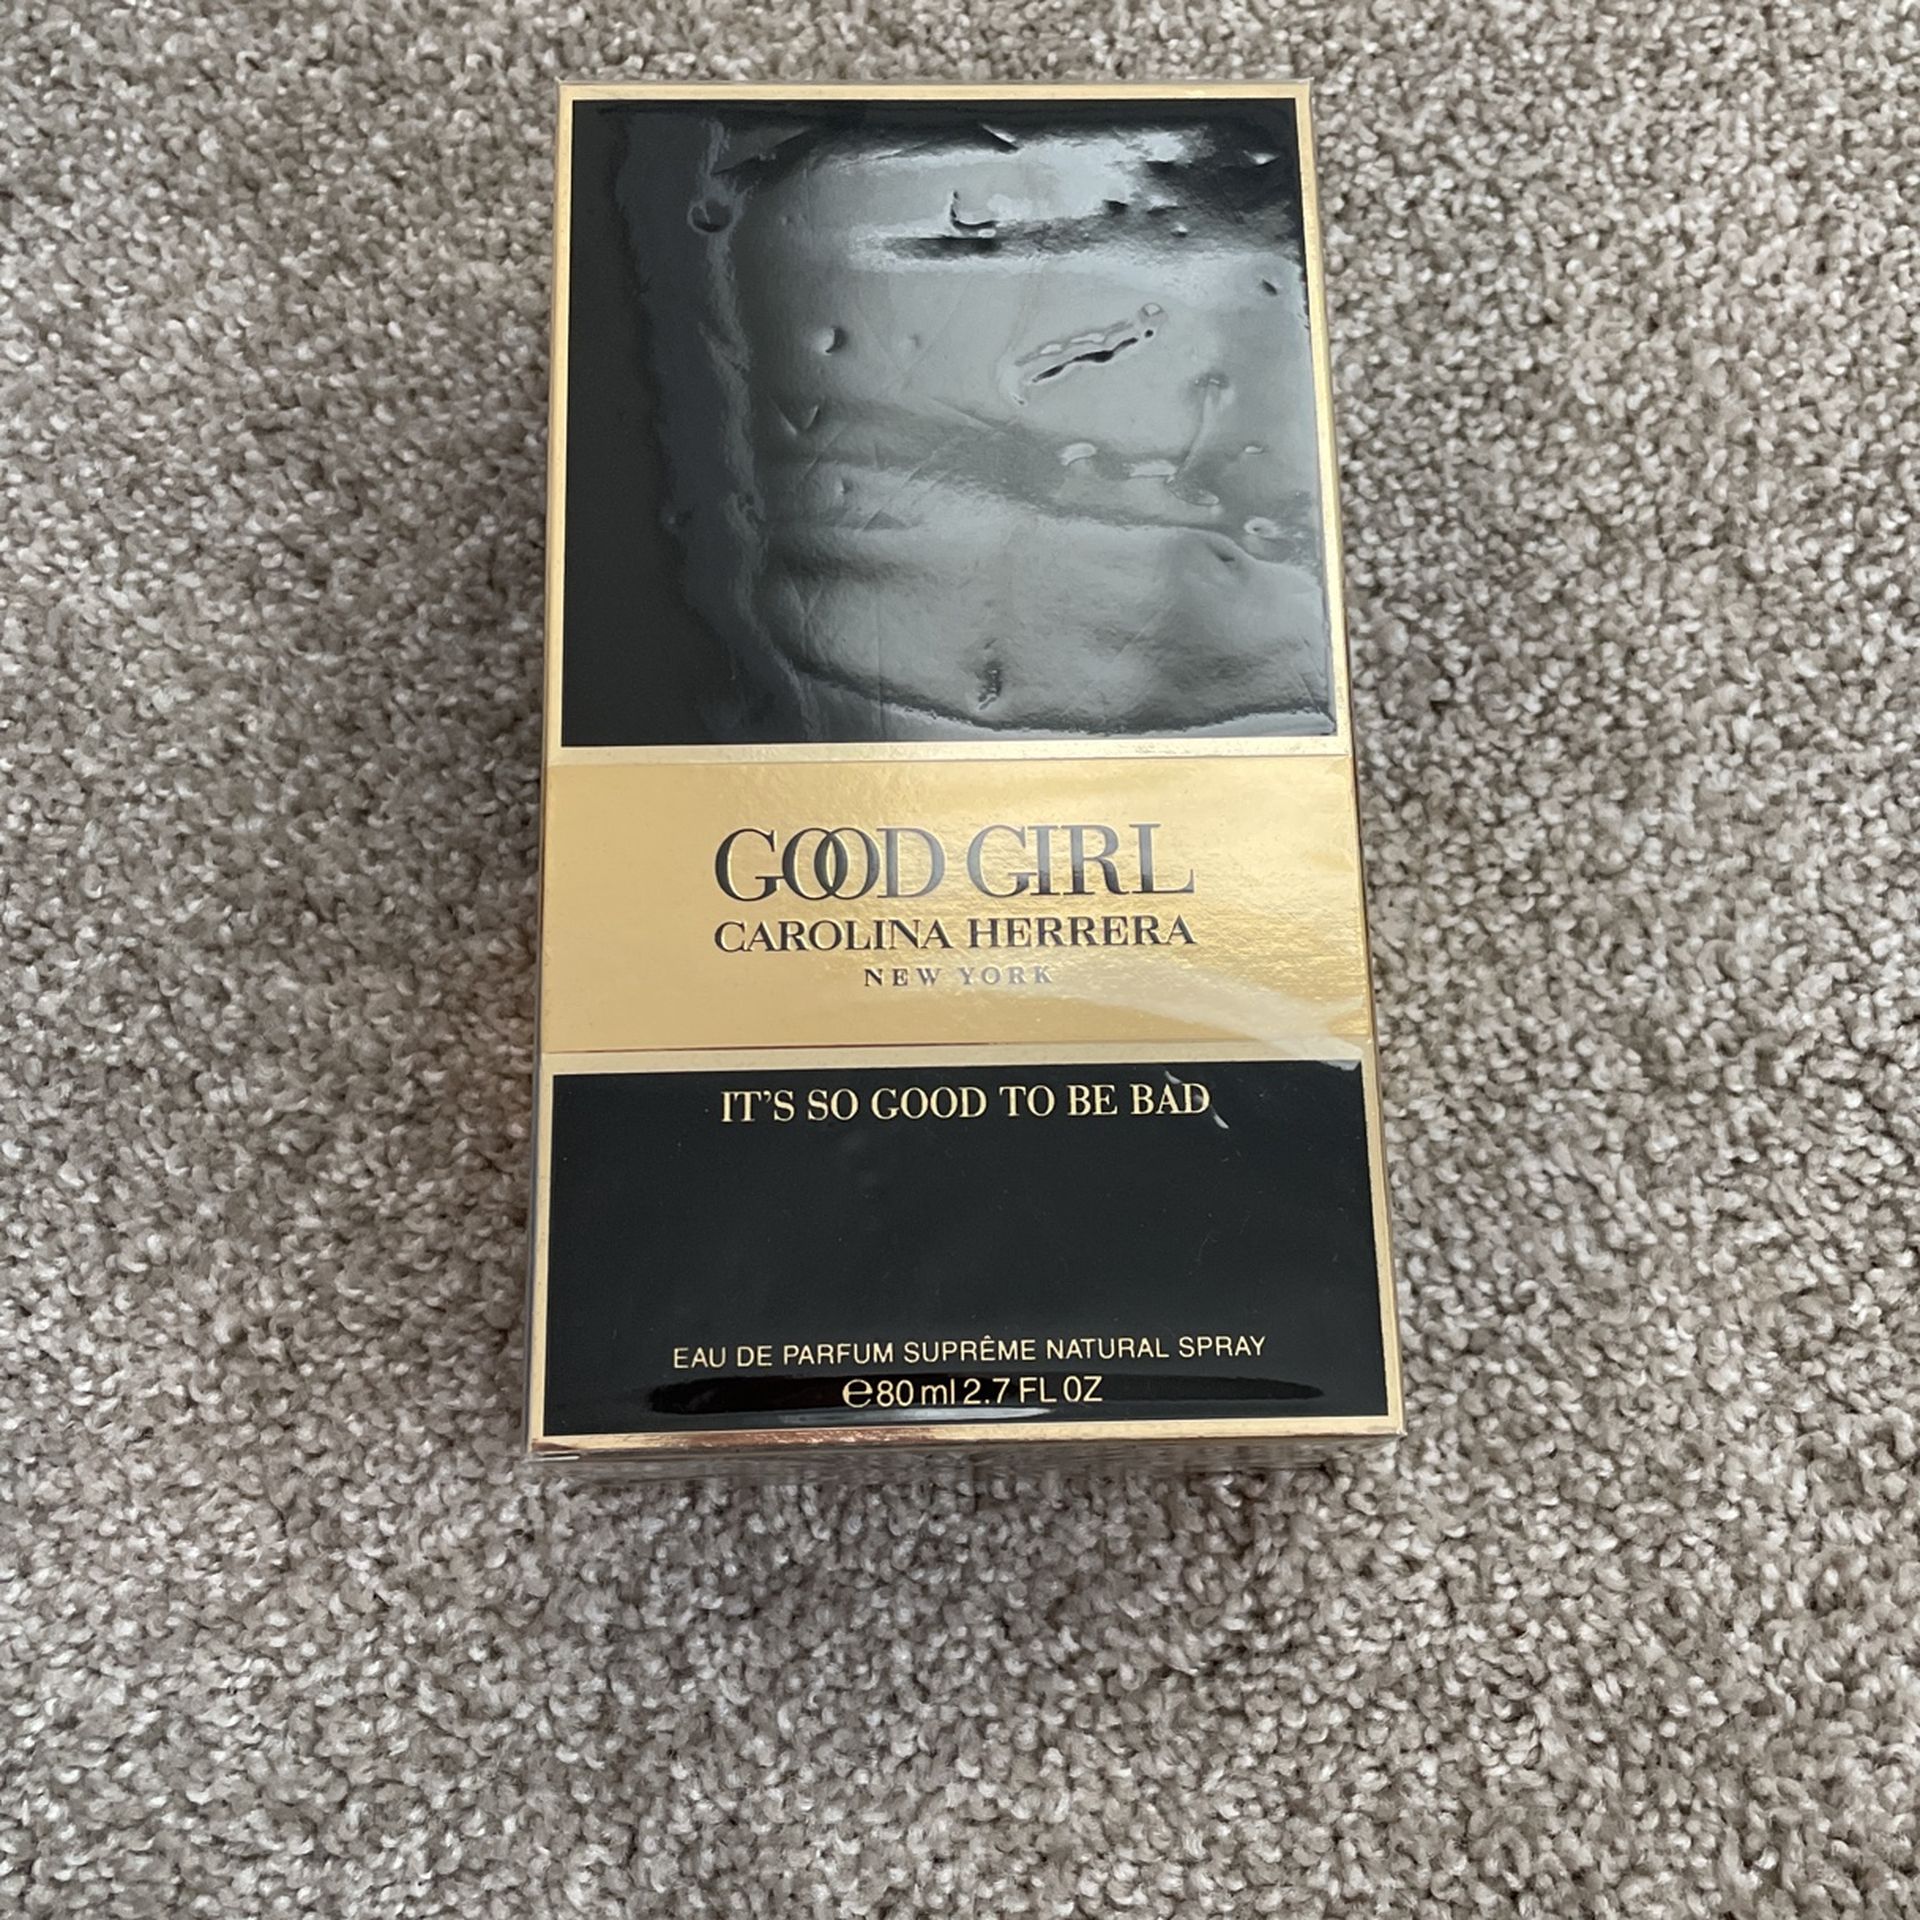 GOOD GIRL
CAROLINA HERRERA
NEW YORK
IT'S SO GOOD TO BE BAD
EAU DE PARFUM SUPRÊME NATURAL SPRAY
℮80 ml 2.7 FL OZ